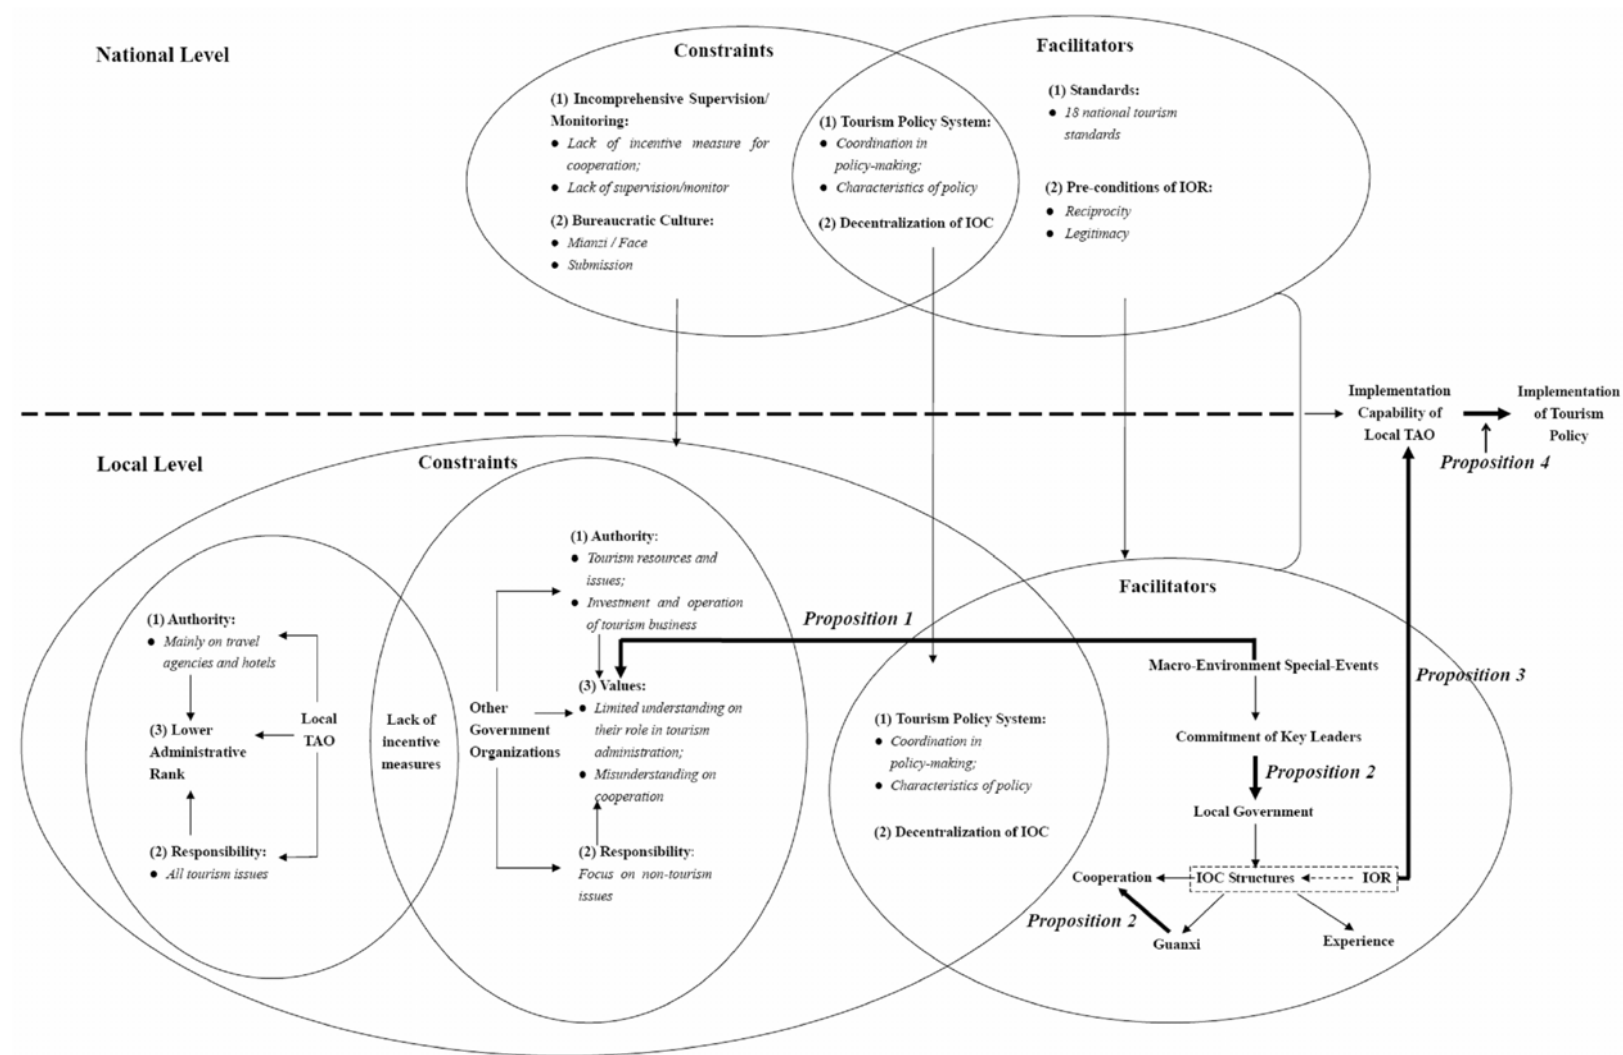 National Level
Constraints
(1) Incomprehensive Supervision/
Monitoring:
● Lack of incentive measure for
cooperation;
● Lack of supervision/monitor
(2) Bureaucratic Culture:
● Mianzi / Face
● Submission
(1) Tourism Policy System:
● Coordination in
policy-making;
● Characteristics of policy
(2) Decentralization of IOC
Facilitators
(1) Standards:
● 18 national tourism
standards
(2) Pre-conditions of IOR:
● Reciprocity
● Legitimacy
Implementation
Capability of
Local TAO
Implementation
of Tourism
Policy
Proposition 4
Local Level
Constraints
(1) Authority:
● Mainly on travel
agencies and hotels
(3) Lower
Administrative
Rank
(2) Responsibility:
● All tourism issues
Local
TAO
Lack of
incentive
measures
Other
Government
Organizations
(1) Authority:
● Tourism resources and
issues;
● Investment and operation
of tourism business
(3) Values:
● Limited understanding on
their role in tourism
administration;
● Misunderstanding on
cooperation
(2) Responsibility:
Focus on non-tourism
issues
Proposition 1
(1) Tourism Policy System:
● Coordination in
policy-making;
● Characteristics of policy
(2) Decentralization of IOC
Facilitators
Macro-Environment Special-Events
Commitment of Key Leaders
Proposition 2
Local Government
Cooperation
IOC Structures
IOR
Proposition 2
Guanxi
Experience
Proposition 3